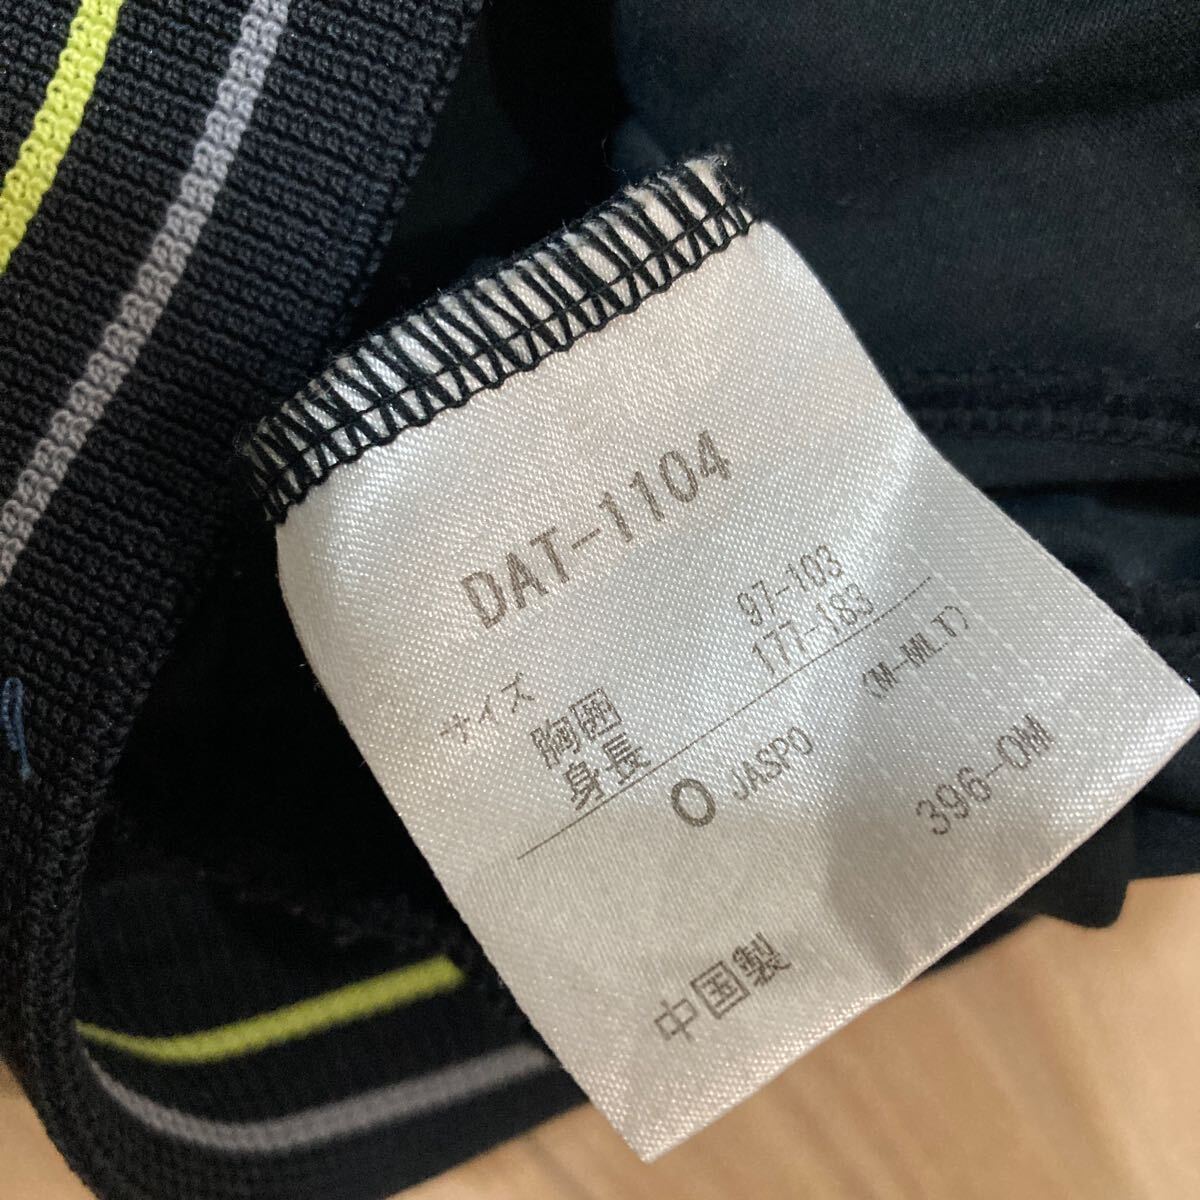 DAT-1104
サイズ
胸囲 97-103
身長 177-183
O JASPO (M-MLT)
396-OM
中国製